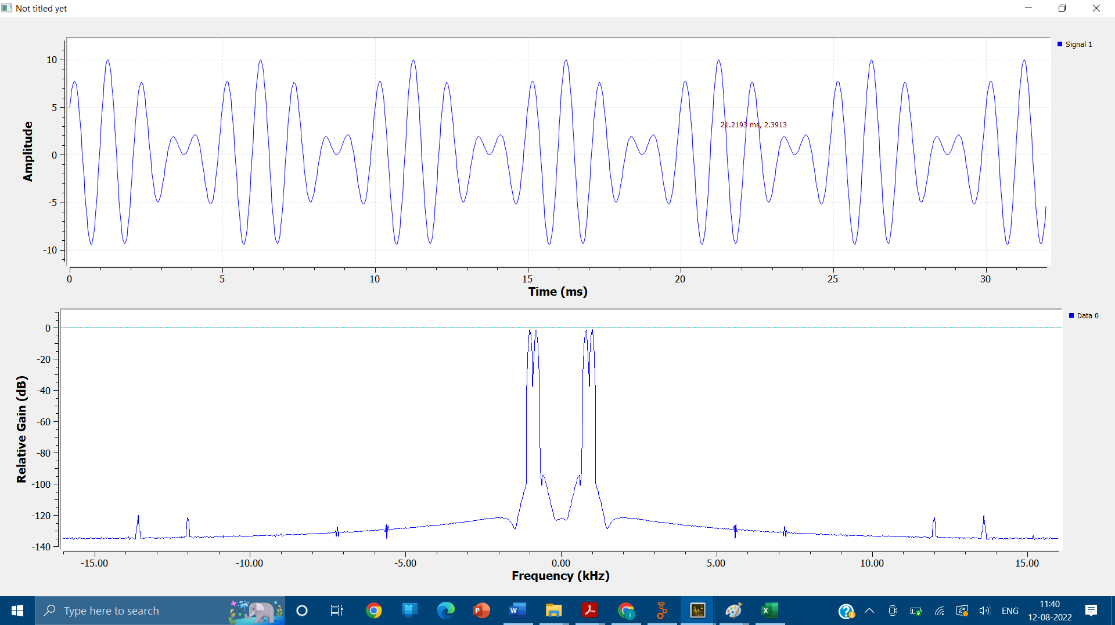 Not titled yet
Signal 1
10
5
0
-5
-10
Amplitude
21.2193 ms, 2.3913
0 5 10 15 20 25 30
Time (ms)
Data 0
0
-20
-40
-60
-80
-100
-120
-140
Relative Gain (dB)
-15.00 -10.00 -5.00 0.00 5.00 10.00 15.00
Frequency (kHz)
Type here to search
ENG
11:40
12-08-2022